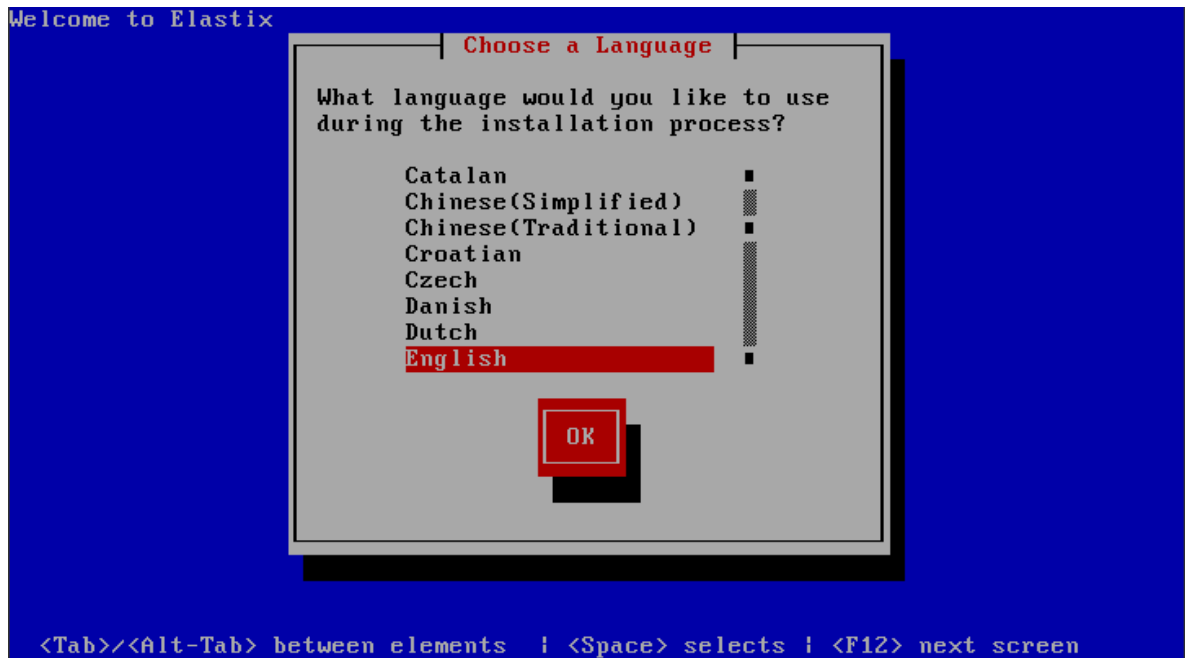 Welcome to Elastix
Choose a Language
What language would you like to use
during the installation process?
Catalan
Chinese(Simplified)
Chinese(Traditional)
Croatian
Czech
Danish
Dutch
English
OK
<Tab>/<Alt-Tab> between elements | <Space> selects | <F12> next screen